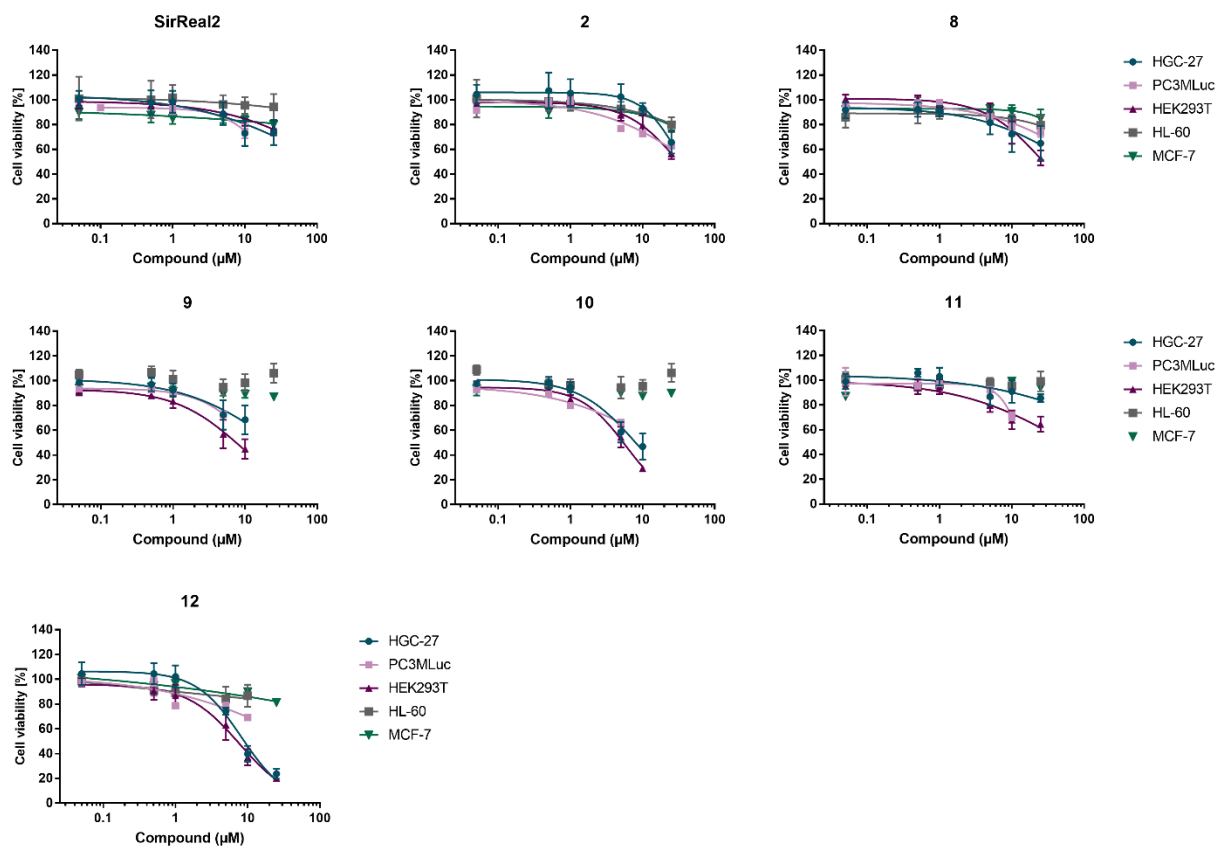 SirReal2
Cell viability [%]
140
120
100
80
60
40
20
0
0.1 1 10 100
Compound (µM)
2
Cell viability [%]
140
120
100
80
60
40
20
0
0.1 1 10 100
Compound (µM)
8
Cell viability [%]
140
120
100
80
60
40
20
0
0.1 1 10 100
Compound (µM)
HGC-27
PC3MLuc
HEK293T
HL-60
MCF-7
9
Cell viability [%]
140
120
100
80
60
40
20
0
0.1 1 10 100
Compound (µM)
10
Cell viability [%]
140
120
100
80
60
40
20
0
0.1 1 10 100
Compound (µM)
11
Cell viability [%]
140
120
100
80
60
40
20
0
0.1 1 10 100
Compound (µM)
HGC-27
PC3MLuc
HEK293T
HL-60
MCF-7
12
Cell viability [%]
140
120
100
80
60
40
20
0
0.1 1 10 100
Compound (µM)
HGC-27
PC3MLuc
HEK293T
HL-60
MCF-7